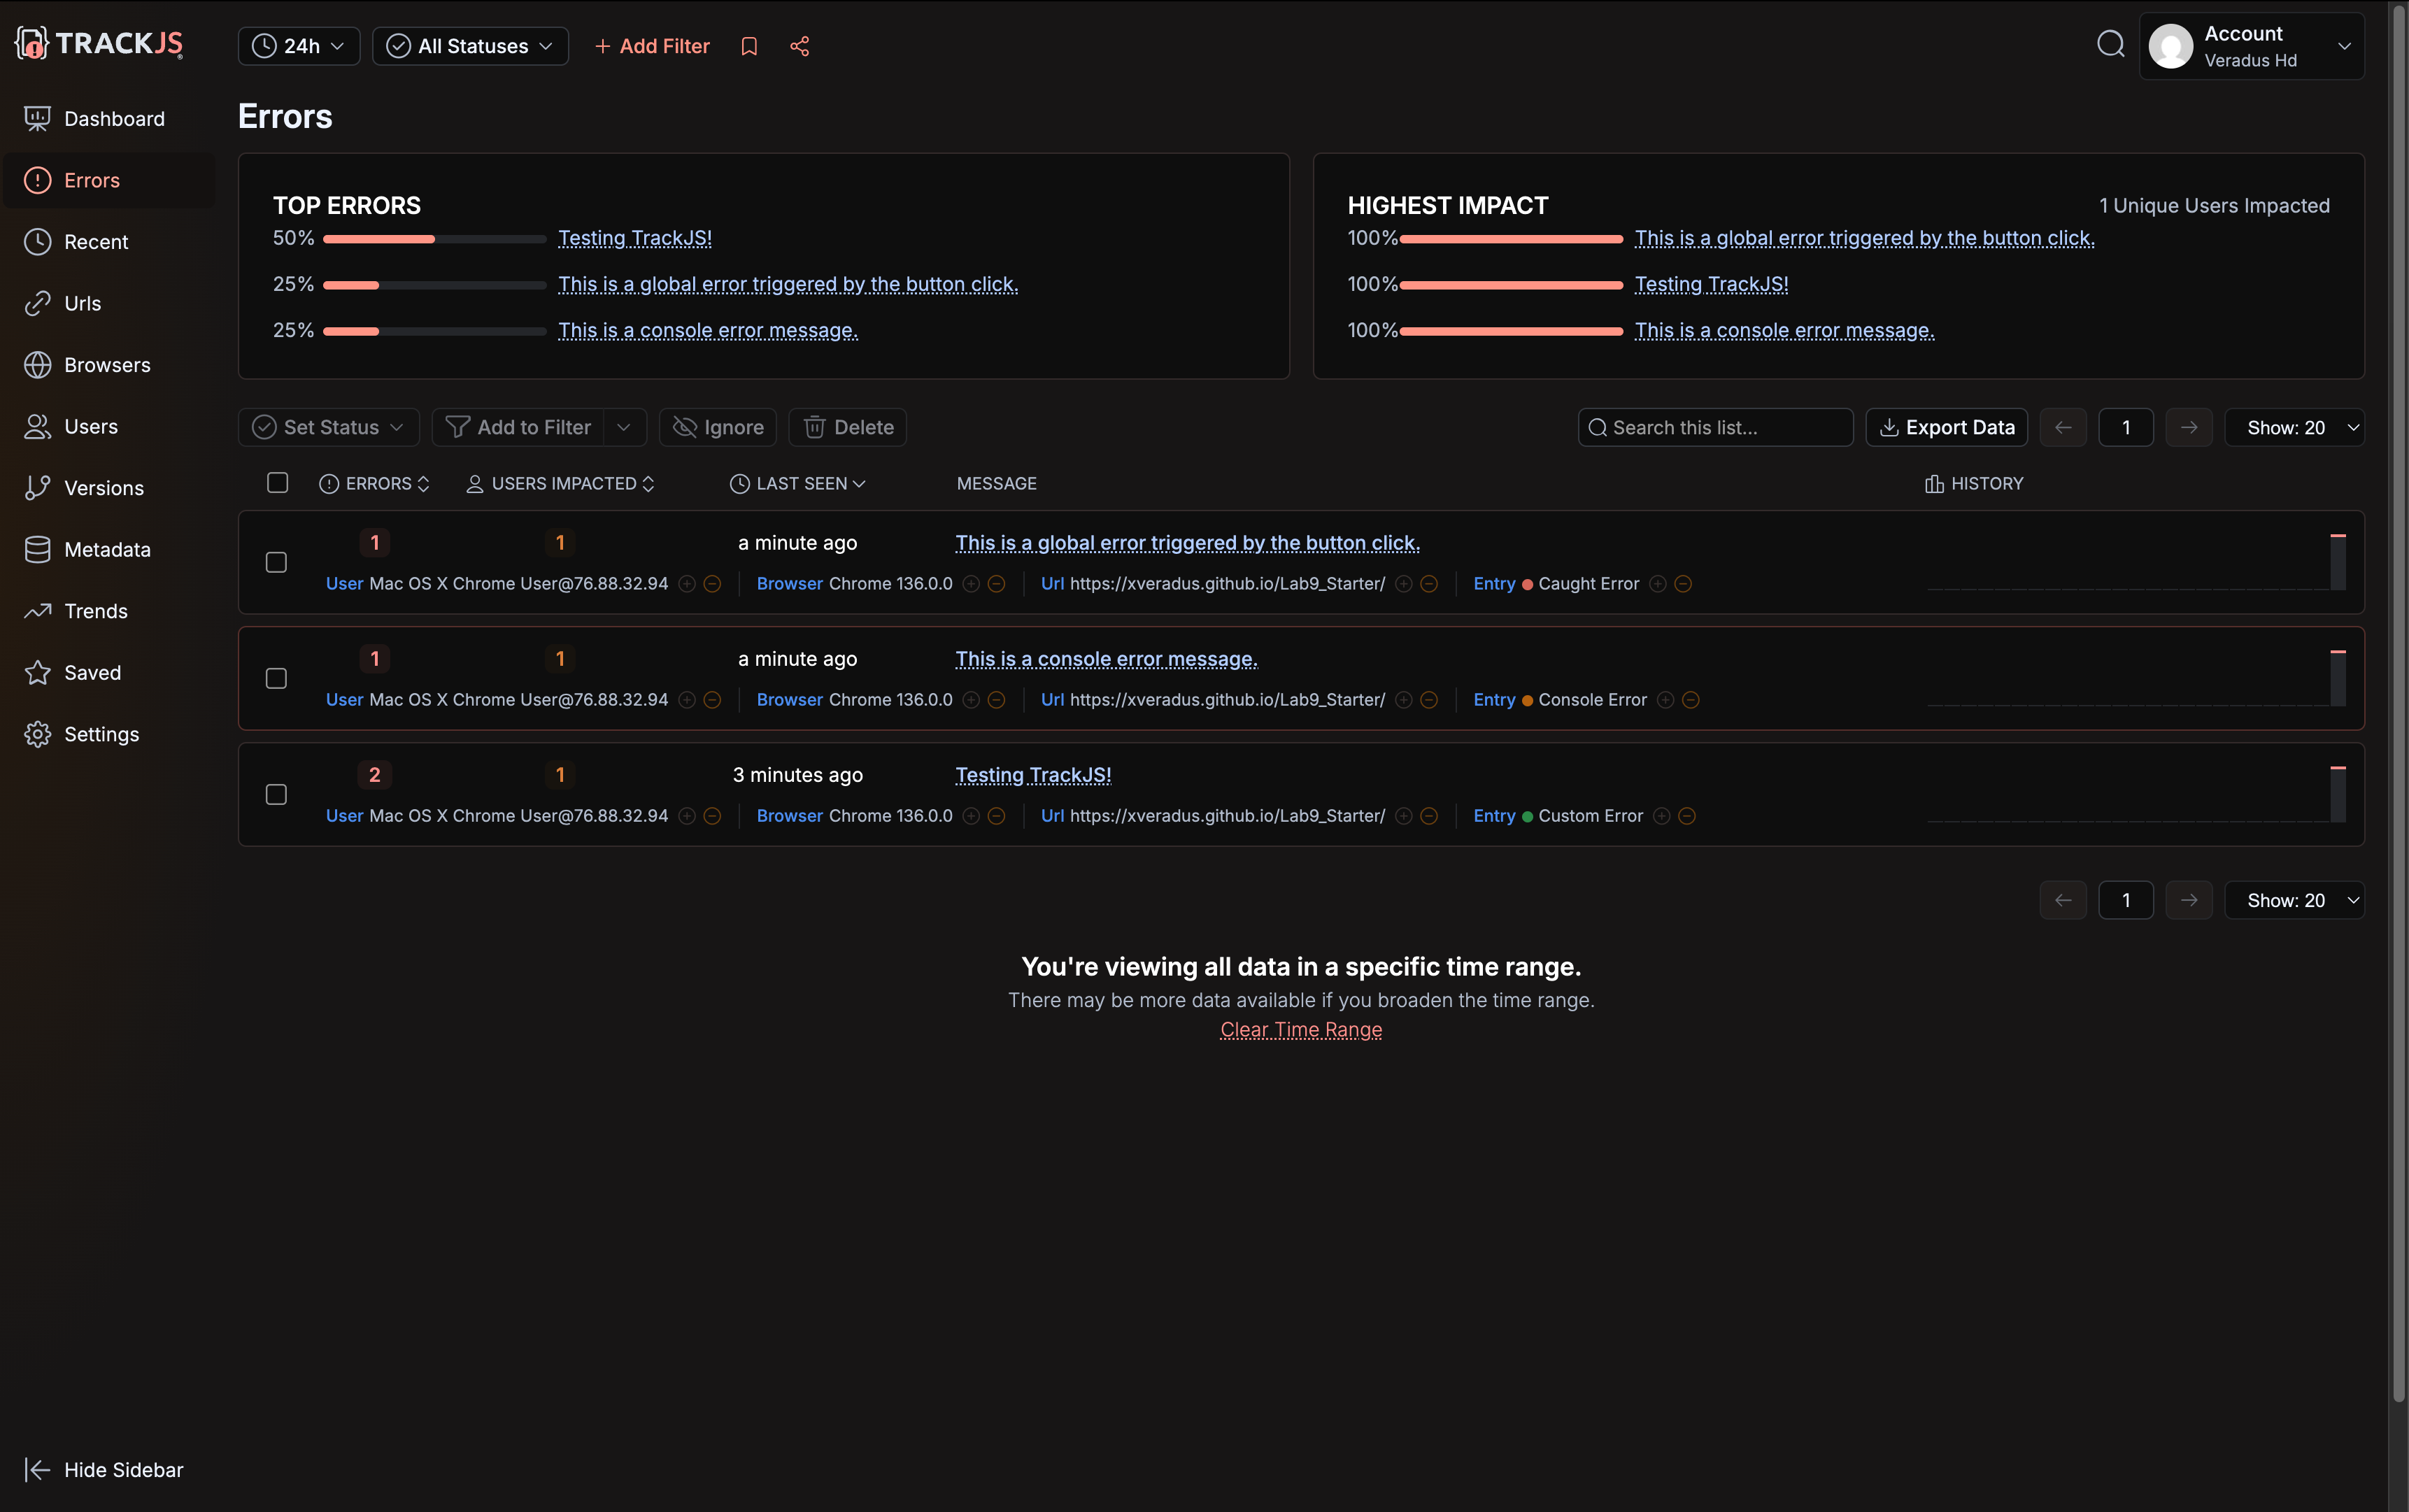 TRACKJS
24h
All Statuses
+ Add Filter
Account
Veradus Hd
Dashboard
Errors
Recent
Urls
Browsers
Users
Versions
Metadata
Trends
Saved
Settings
Hide Sidebar
Errors
TOP ERRORS
50% Testing TrackJS!
25% This is a global error triggered by the button click.
25% This is a console error message.
HIGHEST IMPACT
1 Unique Users Impacted
100% This is a global error triggered by the button click.
100% Testing TrackJS!
100% This is a console error message.
Set Status
Add to Filter
Ignore
Delete
Search this list...
Export Data
1
Show: 20
ERRORS USERS IMPACTED LAST SEEN MESSAGE HISTORY
1 1 a minute ago This is a global error triggered by the button click.
User Mac OS X Chrome User@76.88.32.94 Browser Chrome 136.0.0 Url https://xveradus.github.io/Lab9_Starter/ Entry Caught Error
1 1 a minute ago This is a console error message.
User Mac OS X Chrome User@76.88.32.94 Browser Chrome 136.0.0 Url https://xveradus.github.io/Lab9_Starter/ Entry Console Error
2 1 3 minutes ago Testing TrackJS!
User Mac OS X Chrome User@76.88.32.94 Browser Chrome 136.0.0 Url https://xveradus.github.io/Lab9_Starter/ Entry Custom Error
1
Show: 20
You're viewing all data in a specific time range.
There may be more data available if you broaden the time range.
Clear Time Range